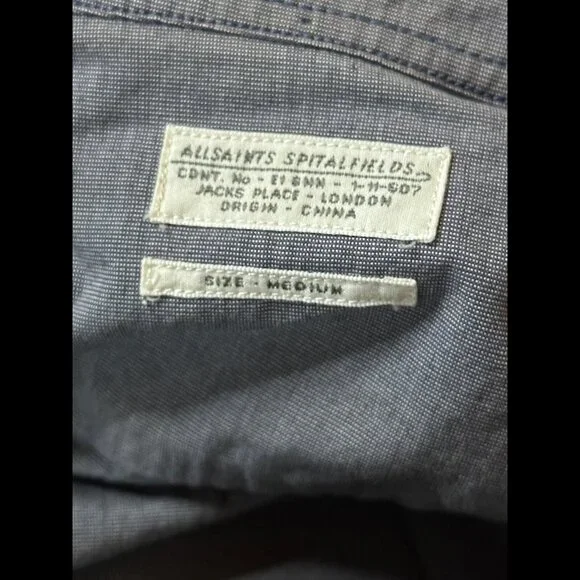 ALLSAINTS SPITALFIELDS
CONT. No - E1 6NN - 1-11-507
JACKS PLACE - LONDON
ORIGIN - CHINA
SIZE - MEDIUM